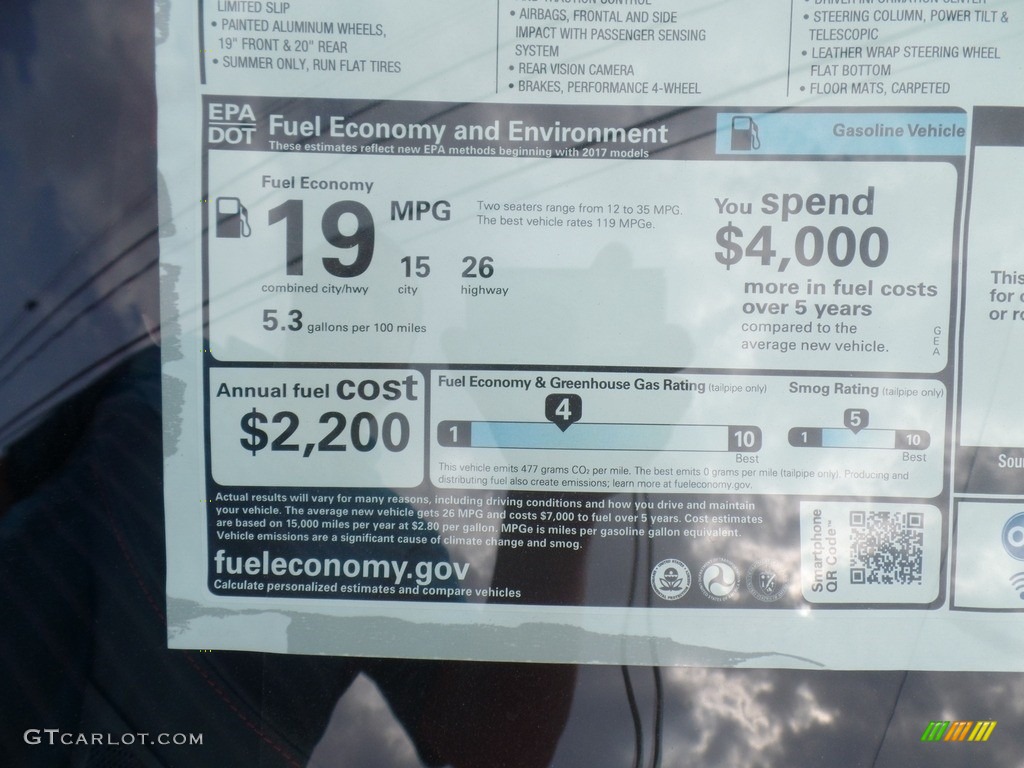 LIMITED SLIP
• PAINTED ALUMINUM WHEELS,
19" FRONT & 20" REAR
• SUMMER ONLY, RUN FLAT TIRES
• AIRBAGS, FRONTAL AND SIDE
IMPACT WITH PASSENGER SENSING
SYSTEM
• REAR VISION CAMERA
• BRAKES, PERFORMANCE 4-WHEEL
• DRIVER INFORMATION CENTER
• STEERING COLUMN, POWER TILT &
TELESCOPIC
• LEATHER WRAP STEERING WHEEL
FLAT BOTTOM
• FLOOR MATS, CARPETED
EPA
DOT
Fuel Economy and Environment
These estimates reflect new EPA methods beginning with 2017 models
Gasoline Vehicle
Fuel Economy
19 MPG
combined city/hwy
15
city
26
highway
5.3 gallons per 100 miles
Two seaters range from 12 to 35 MPG.
The best vehicle rates 119 MPGe.
You spend
$4,000
more in fuel costs
over 5 years
compared to the
average new vehicle.
GEA
Annual fuel cost
$2,200
Fuel Economy & Greenhouse Gas Rating (tailpipe only)
4
1
10
Best
Smog Rating (tailpipe only)
5
1
10
Best
This vehicle emits 477 grams CO₂ per mile. The best emits 0 grams per mile (tailpipe only). Producing and
distributing fuel also create emissions; learn more at fueleconomy.gov.
Actual results will vary for many reasons, including driving conditions and how you drive and maintain
your vehicle. The average new vehicle gets 26 MPG and costs $7,000 to fuel over 5 years. Cost estimates
are based on 15,000 miles per year at $2.80 per gallon. MPGe is miles per gasoline gallon equivalent.
Vehicle emissions are a significant cause of climate change and smog.
fueleconomy.gov
Calculate personalized estimates and compare vehicles
Smartphone
QR Code™
This
for
or
Sour
GTCARLOT.COM